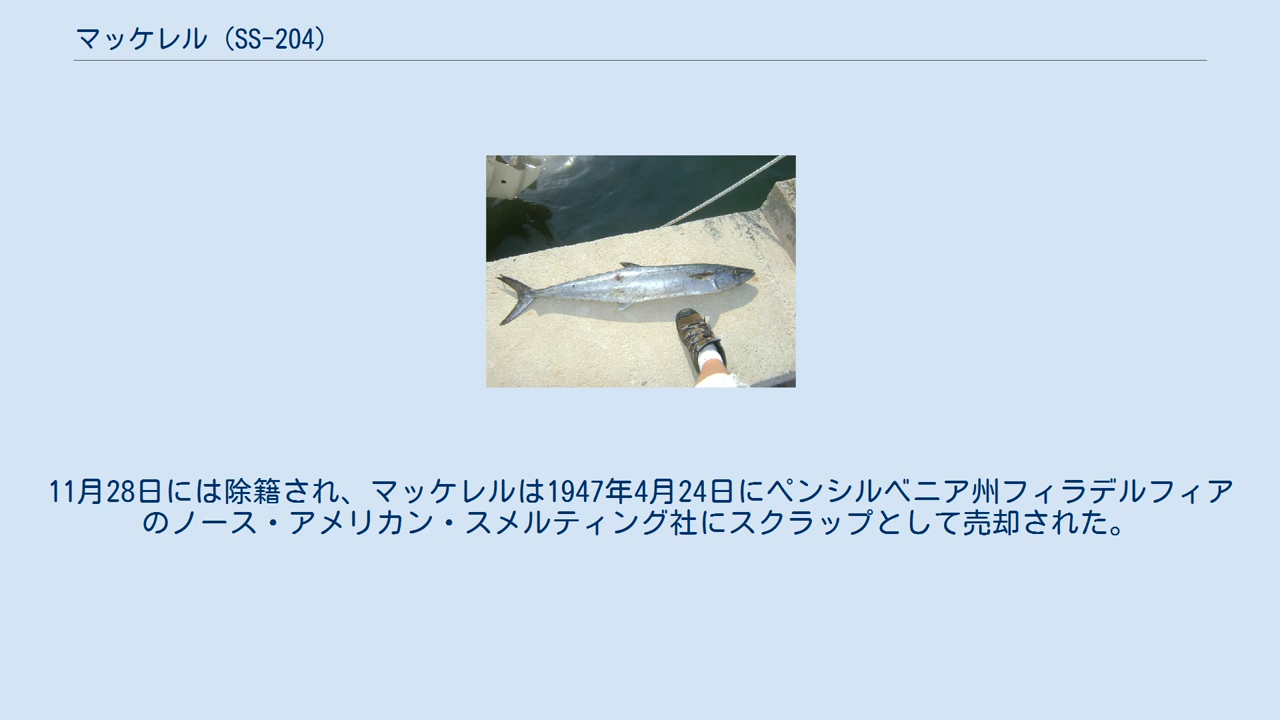 マッケレル（SS-204）
11月28日には除籍され、マッケレルは1947年4月24日にペンシルベニア州フィラデルフィア
のノース・アメリカン・スメルティング社にスクラップとして売却された。